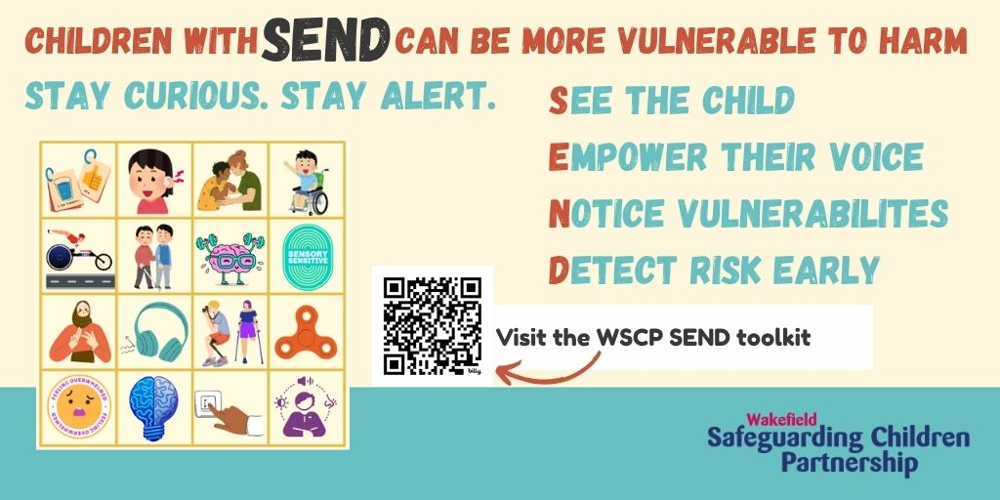 CHILDREN WITH SEND CAN BE MORE VULNERABLE TO HARM
STAY CURIOUS. STAY ALERT.
SEE THE CHILD
EMPOWER THEIR VOICE
NOTICE VULNERABILITES
DETECT RISK EARLY
SENSORY
SENSITIVE
FEELING OVERWHELMED
FEELING OVERWHELMED
billy
Visit the WSCP SEND toolkit
Wakefield
Safeguarding Children
Partnership